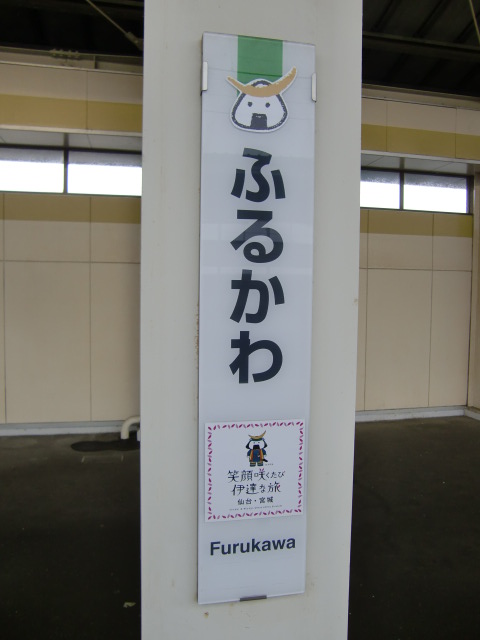 ふるかわ
笑顔咲くたび
伊達な旅
仙台・宮城
Furukawa